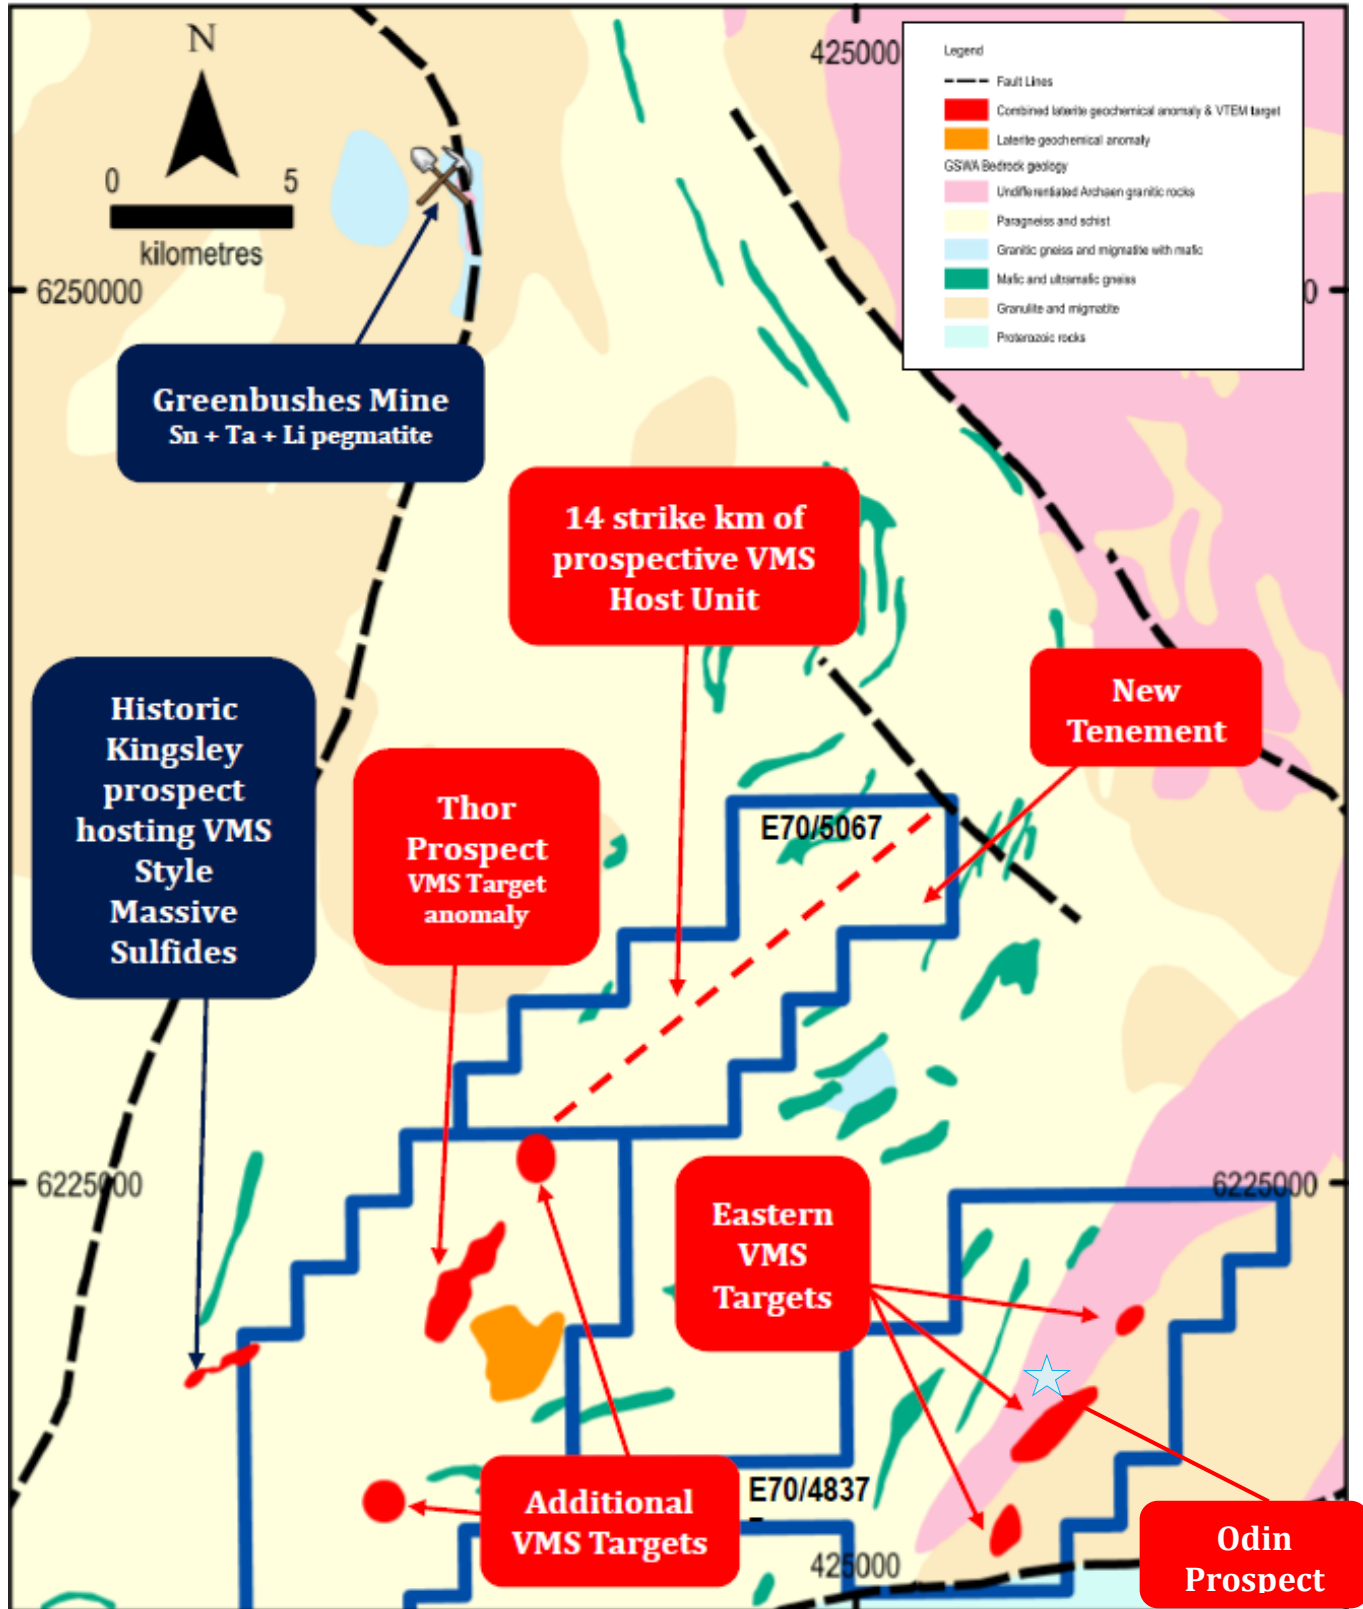 N
0 5
kilometres
425000
Legend
Fault Lines
Combined laterite geochemical anomaly & VTEM target
Laterite geochemical anomaly
GSWA Bedrock geology
Undifferentiated Archaen granitic rocks
Paragneiss and schist
Granitic gneiss and migmatite with mafic
Mafic and ultramafic gneiss
Granulite and migmatite
Proterozoic rocks
6250000
0
Greenbushes Mine
Sn + Ta + Li pegmatite
14 strike km of
prospective VMS
Host Unit
New
Tenement
Historic
Kingsley
prospect
hosting VMS
Style
Massive
Sulfides
Thor
Prospect
VMS Target
anomaly
E70/5067
6225000
6225000
Eastern
VMS
Targets
Additional
VMS Targets
E70/4837
425000
Odin
Prospect